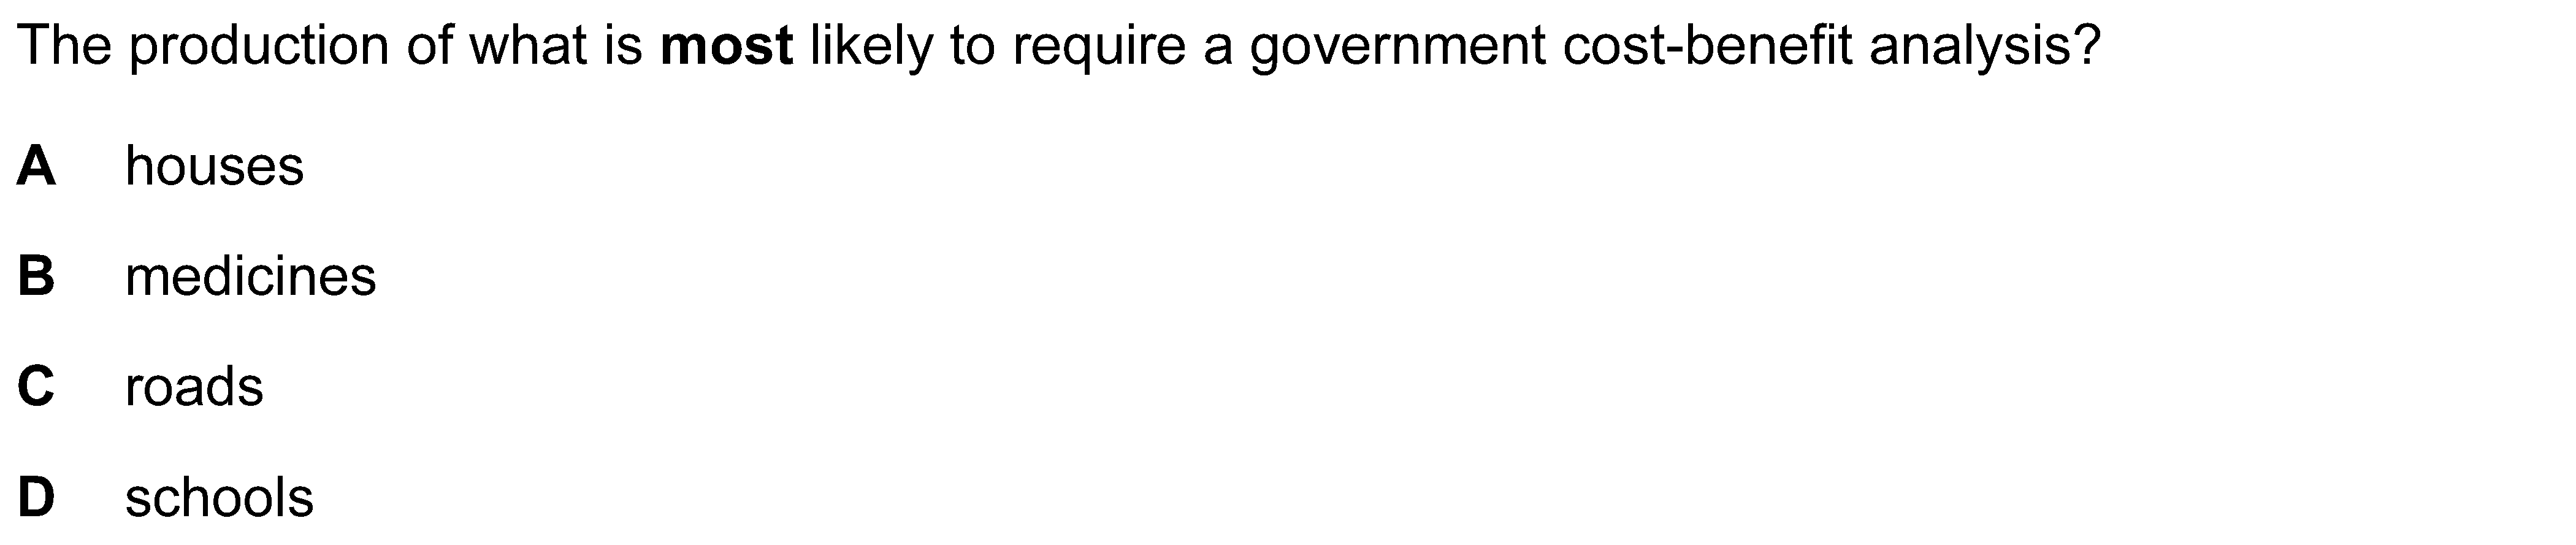 The production of what is most likely to require a government cost-benefit analysis?
A houses
B medicines
C roads
D schools